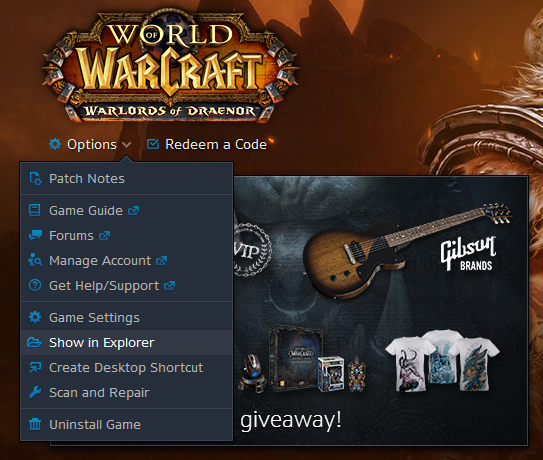 WORLD
OF
WARCRAFT
WARLORDS OF DRAENOR
Options
Redeem a Code
Patch Notes
Game Guide
Forums
Manage Account
Get Help/Support
Game Settings
Show in Explorer
Create Desktop Shortcut
Scan and Repair
Uninstall Game
VIP
Gibson
BRANDS
giveaway!